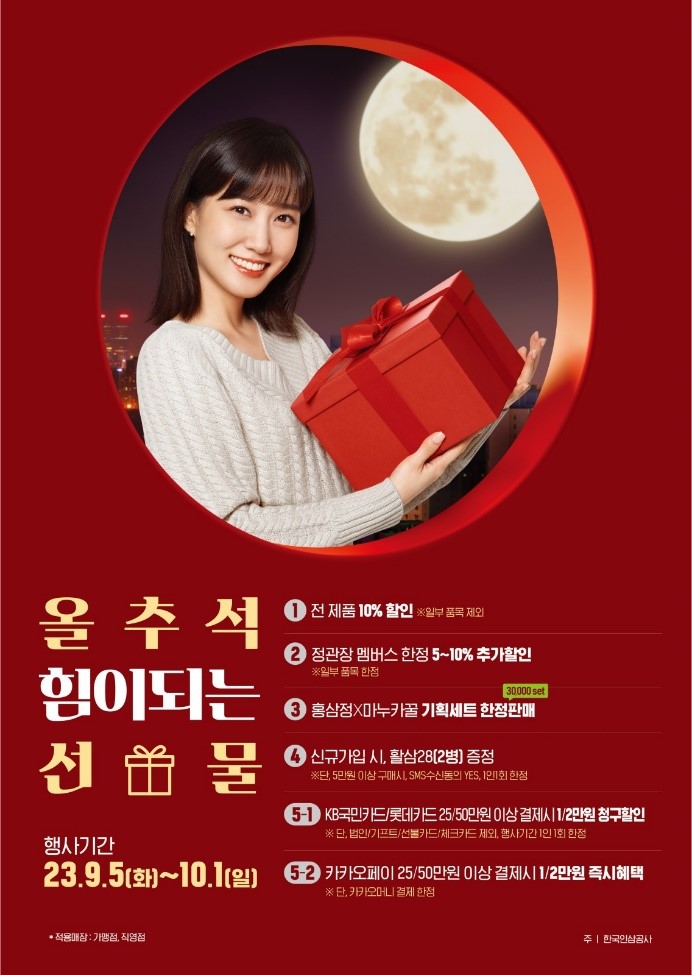 올 추 석
힘이되는
선 물
행사기간
23.9.5(화)~10.1(일)
* 적용매장 : 가맹점, 직영점
1 전 제품 10% 할인 ※일부 품목 제외
2 정관장 멤버스 한정 5~10% 추가할인
※일부 품목 한정
30,000 set
3 홍삼정X마누카꿀 기획세트 한정판매
4 신규가입 시, 활삼28(2병) 증정
※단, 5만원 이상 구매시, SMS수신동의 YES, 1인1회 한정
5-1 KB국민카드/롯데카드 25/50만원 이상 결제시 1/2만원 청구할인
※ 단, 법인/기프트/선불카드/체크카드 제외, 행사기간 1인 1회 한정
5-2 카카오페이 25/50만원 이상 결제시 1/2만원 즉시혜택
※ 단, 카카오머니 결제 한정
주 | 한국인삼공사